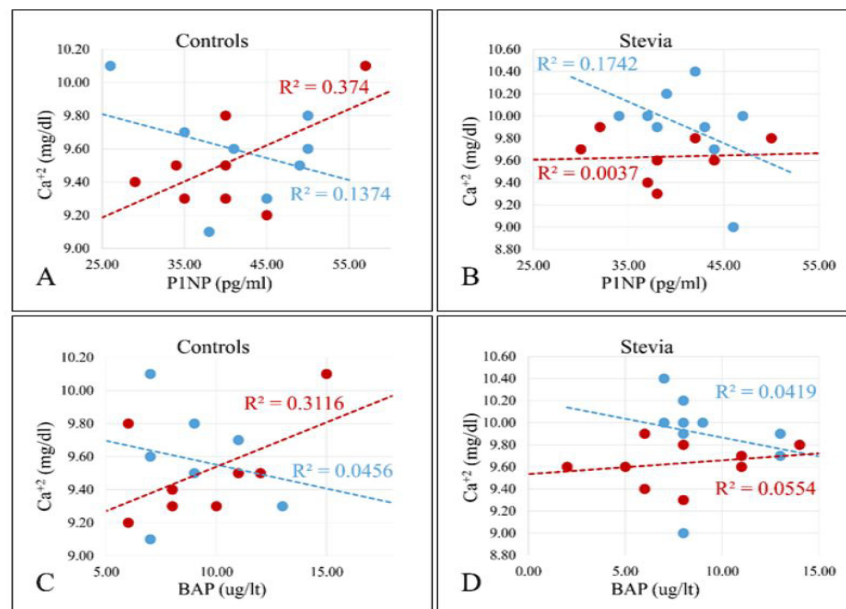 Controls
Ca⁺² (mg/dl)
10.20
10.00
9.80
9.60
9.40
9.20
9.00
R² = 0.374
R² = 0.1374
25.00 35.00 45.00 55.00
A
P1NP (pg/ml)
Stevia
Ca⁺² (mg/dl)
10.60
10.40
10.20
10.00
9.80
9.60
9.40
9.20
9.00
8.80
R² = 0.1742
R² = 0.0037
25.00 35.00 45.00 55.00
B
P1NP (pg/ml)
Controls
Ca⁺² (mg/dl)
10.20
10.00
9.80
9.60
9.40
9.20
9.00
R² = 0.3116
R² = 0.0456
5.00 10.00 15.00
C
BAP (ug/lt)
Stevia
Ca⁺² (mg/dl)
10.60
10.40
10.20
10.00
9.80
9.60
9.40
9.20
9.00
8.80
R² = 0.0419
R² = 0.0554
0.00 5.00 10.00 15.00
D
BAP (ug/lt)